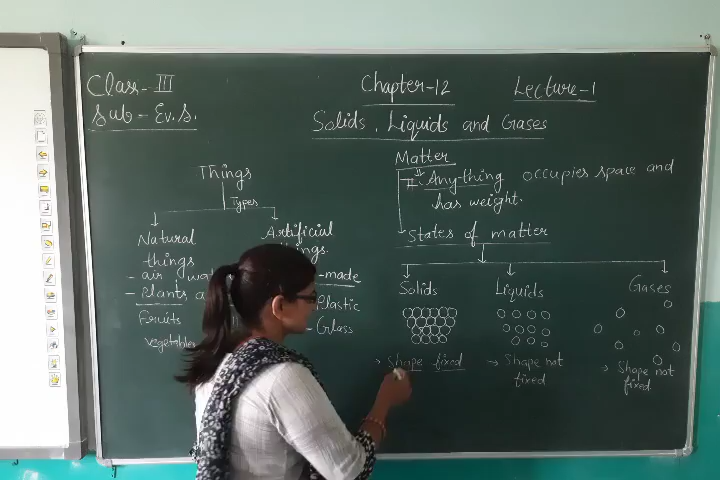 Class-III
Sub - Ev.S.
Chapter-12
Lecture-1
Solids, Liquids and Gases
Things
Types
Natural
things
- air
- Plants
Fruits
Vegetables
Artificial
things.
-made
Plastic
- Glass
Matter
Any-thing occupies space and
has weight.
States of matter
Solids
Liquids
Gases
Shape fixed
Shape not
fixed
Shape not
fixed